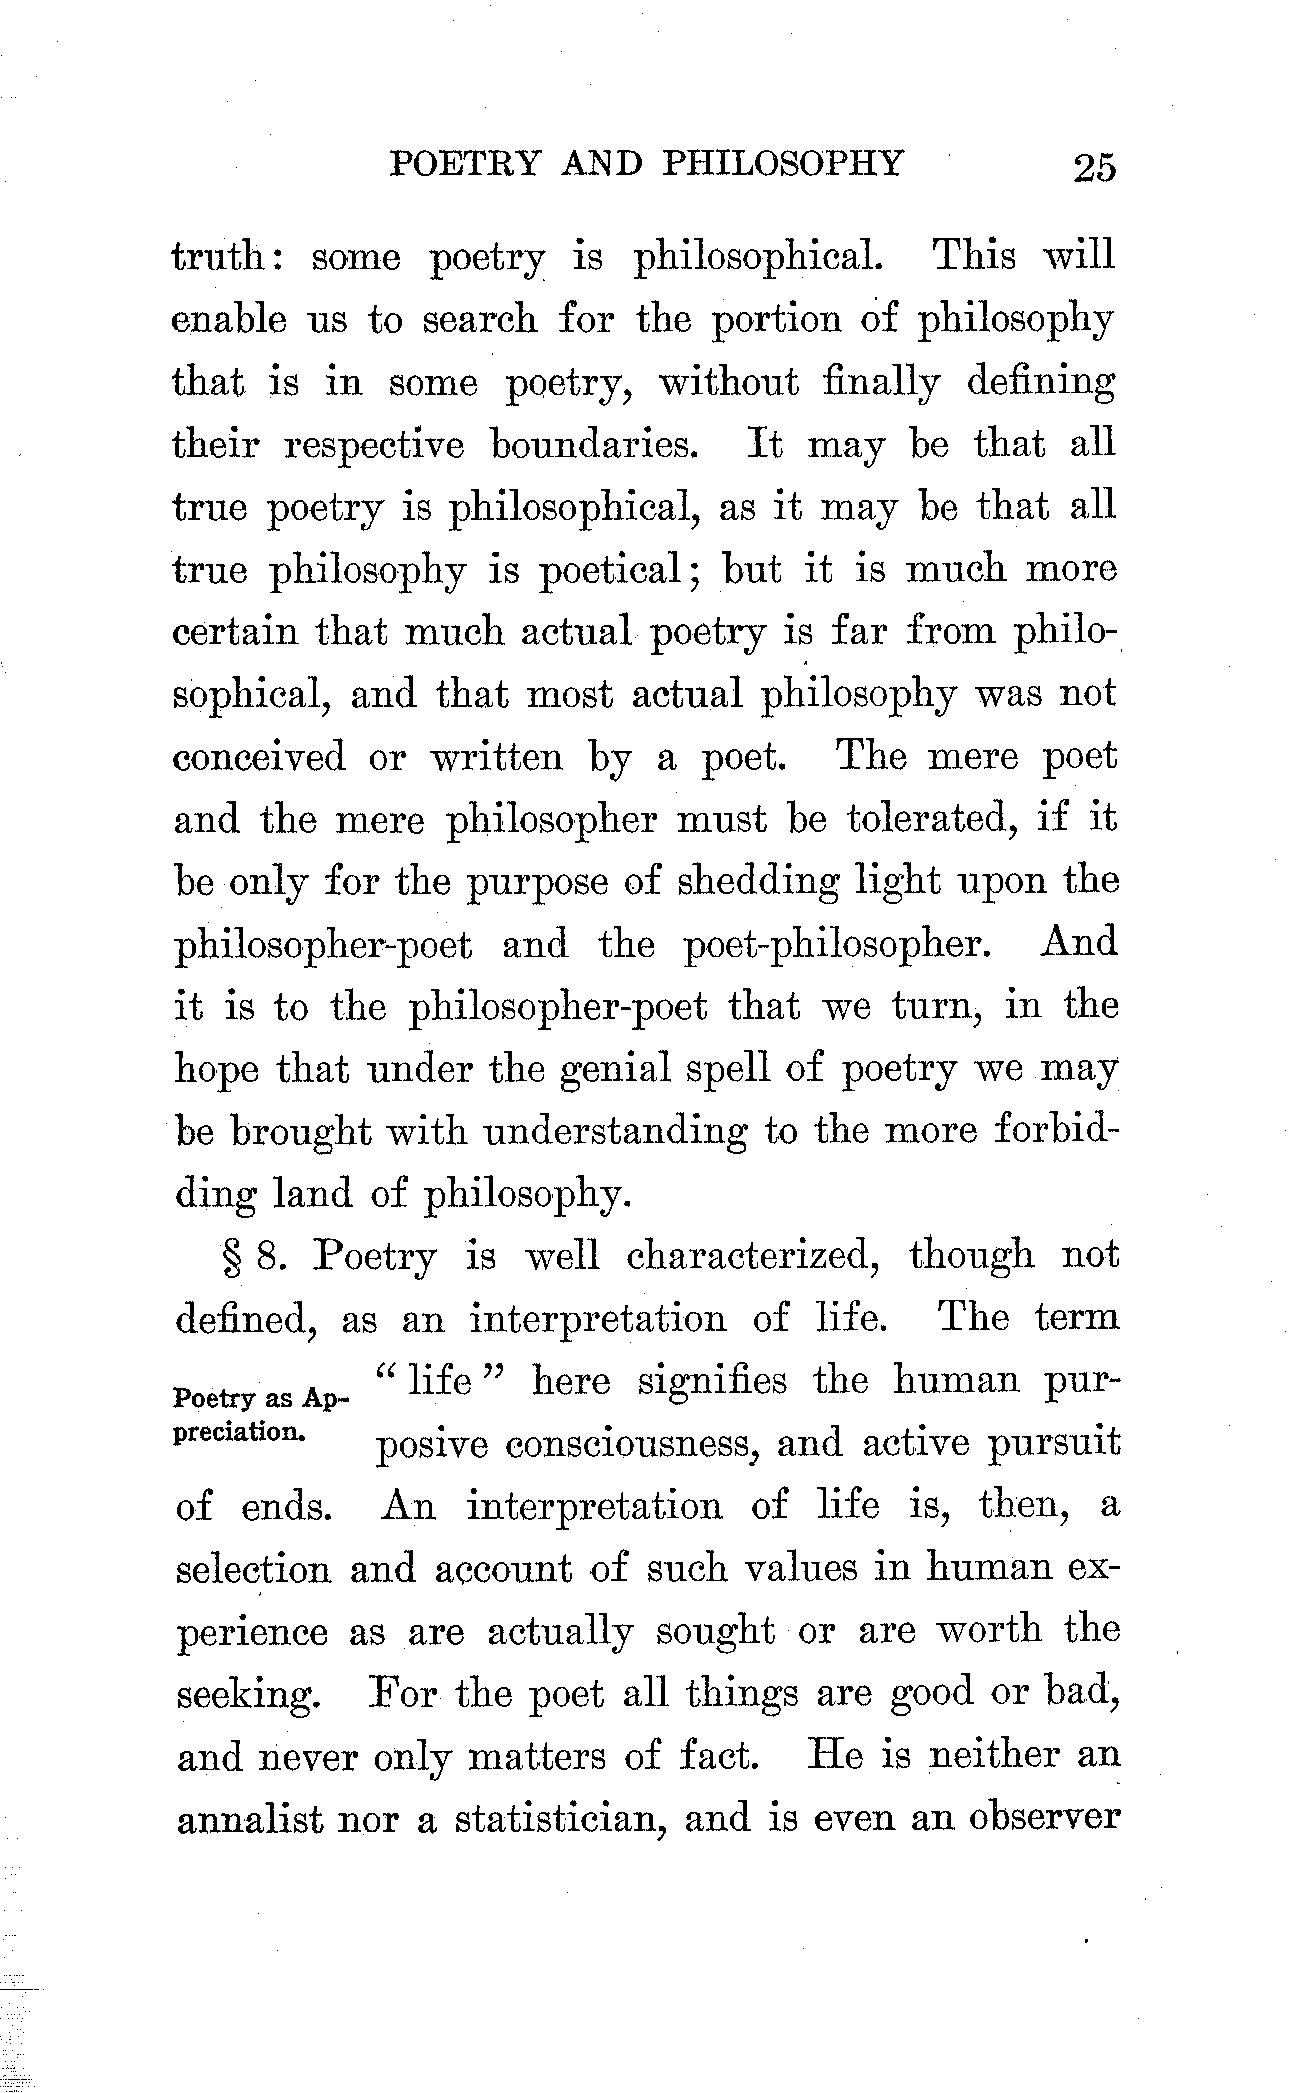 POETRY AND PHILOSOPHY 25
truth: some poetry is philosophical. This will
enable us to search for the portion of philosophy
that is in some poetry, without finally defining
their respective boundaries. It may be that all
true poetry is philosophical, as it may be that all
true philosophy is poetical; but it is much more
certain that much actual poetry is far from philo-
sophical, and that most actual philosophy was not
conceived or written by a poet. The mere poet
and the mere philosopher must be tolerated, if it
be only for the purpose of shedding light upon the
philosopher-poet and the poet-philosopher. And
it is to the philosopher-poet that we turn, in the
hope that under the genial spell of poetry we may
be brought with understanding to the more forbid-
ding land of philosophy.
§ 8. Poetry is well characterized, though not
defined, as an interpretation of life. The term
Poetry as Ap-
preciation.
“ life ” here signifies the human pur-
posive consciousness, and active pursuit
of ends. An interpretation of life is, then, a
selection and account of such values in human ex-
perience as are actually sought or are worth the
seeking. For the poet all things are good or bad,
and never only matters of fact. He is neither an
annalist nor a statistician, and is even an observer